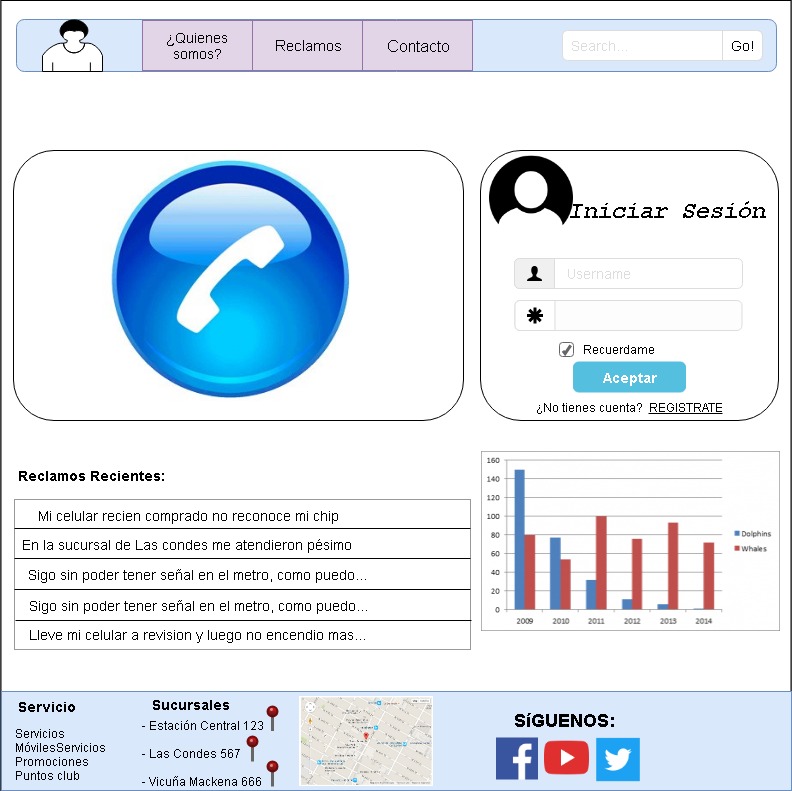 ¿Quienes
somos?
Reclamos
Contacto
Search...
Go!
Iniciar Sesión
Username
Recuerdame
Aceptar
¿No tienes cuenta? REGISTRATE
Reclamos Recientes:
Mi celular recien comprado no reconoce mi chip
En la sucursal de Las condes me atendieron pésimo
Sigo sin poder tener señal en el metro, como puedo...
Sigo sin poder tener señal en el metro, como puedo...
Lleve mi celular a revision y luego no encendio mas...
160
140
120
100
80
60
40
20
0
2009 2010 2011 2012 2013 2014
Dolphins
Whales
Servicio
Servicios
MóvilesServicios
Promociones
Puntos club
Sucursales
- Estación Central 123
- Las Condes 567
- Vicuña Mackena 666
SíGUENOS: